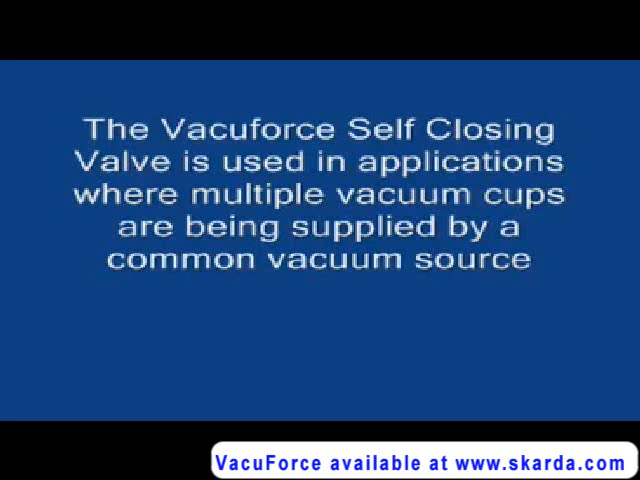 The Vacuforce Self Closing
Valve is used in applications
where multiple vacuum cups
are being supplied by a
common vacuum source
VacuForce available at www.skarda.com